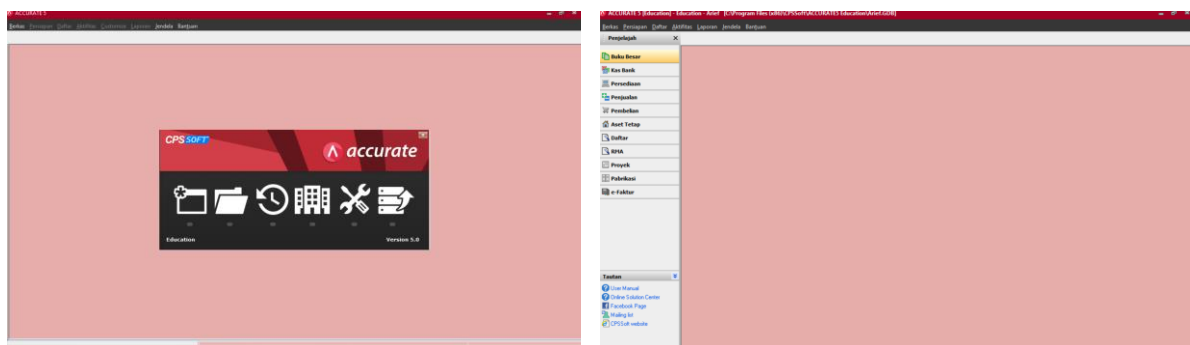 ACCURATE 5
Berkas Persiapan Daftar Aktifitas Customize Laporan Jendela Bantuan
CPSSOFT
accurate
Education
Version 5.0
ACCURATE 5 [Education] - Education - Arief [C:\Program Files (x86)\CPSSoft\ACCURATE5 Education\Arief.GDB]
Berkas Persiapan Daftar Aktifitas Laporan Jendela Bantuan
Penjelajah
Buku Besar
Kas Bank
Persediaan
Penjualan
Pembelian
Aset Tetap
Daftar
RMA
Proyek
Pabrikasi
e-Faktur
Tautan
User Manual
Online Solution Center
Facebook Page
Mailing list
CPSSoft website